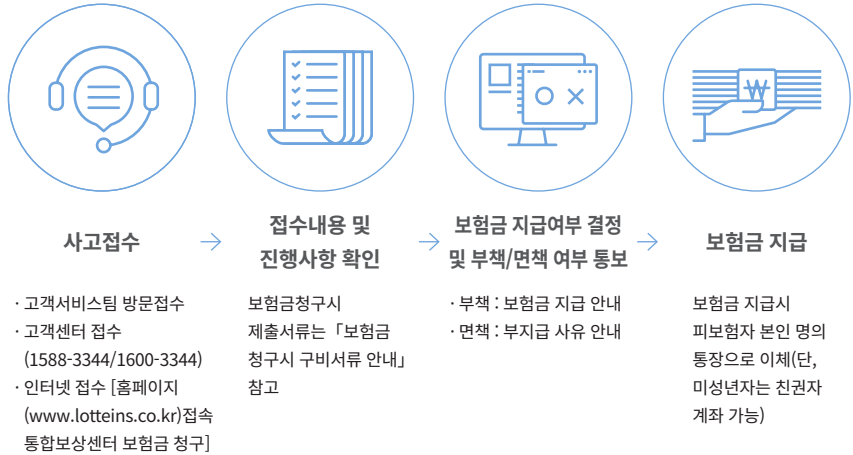 사고접수
· 고객서비스팀 방문접수
· 고객센터 접수
(1588-3344/1600-3344)
· 인터넷 접수 [홈페이지
(www.lotteins.co.kr)접속
통합보상센터 보험금 청구]
→
접수내용 및
진행사항 확인
보험금청구시
제출서류는「보험금
청구시 구비서류 안내」
참고
→
보험금 지급여부 결정
및 부책/면책 여부 통보
· 부책 : 보험금 지급 안내
· 면책 : 부지급 사유 안내
→
₩
보험금 지급
보험금 지급시
피보험자 본인 명의
통장으로 이체(단,
미성년자는 친권자
계좌 가능)